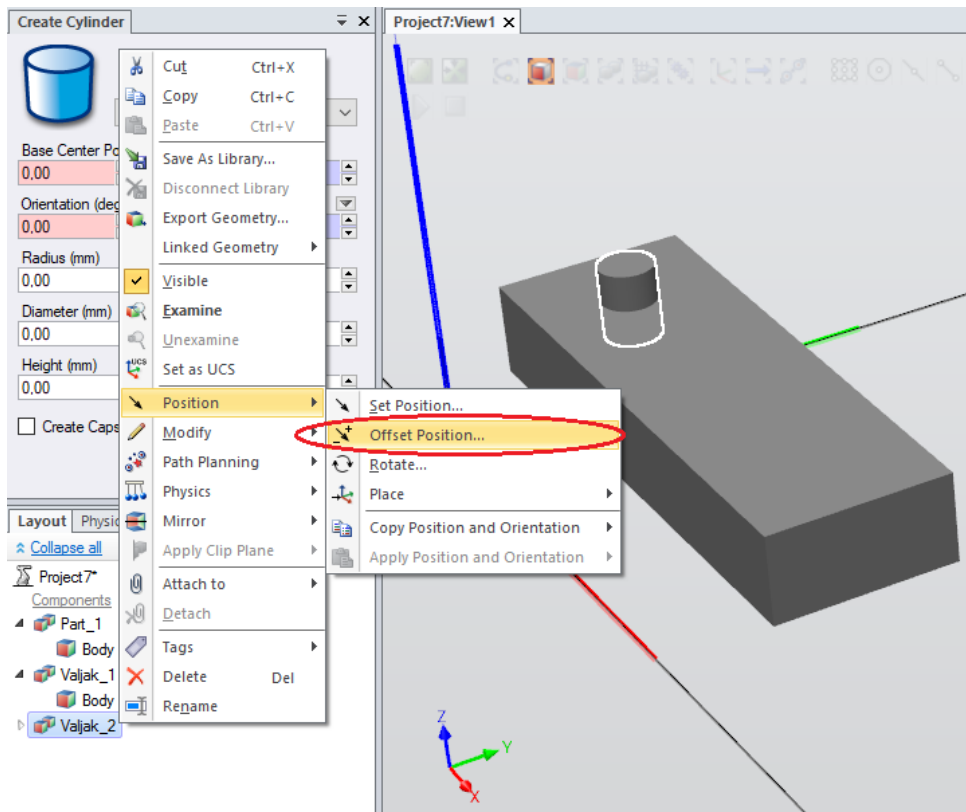 Create Cylinder
Project7:View1
Cut Ctrl+X
Copy Ctrl+C
Paste Ctrl+V
Base Center Po
0,00
Save As Library...
Disconnect Library
Orientation (deg
0,00
Export Geometry...
Linked Geometry
Radius (mm)
0,00
Visible
Diameter (mm)
0,00
Examine
Unexamine
Height (mm)
0,00
UCS
Set as UCS
Position
Set Position...
Create Caps
Modify
Offset Position...
Path Planning
Rotate...
Physics
Place
Layout
Physic
Mirror
Copy Position and Orientation
Collapse all
Apply Clip Plane
Apply Position and Orientation
Project7*
Attach to
Components
Detach
Part_1
Body
Tags
Valjak_1
Delete Del
Body
Rename
Valjak_2
Z
Y
X